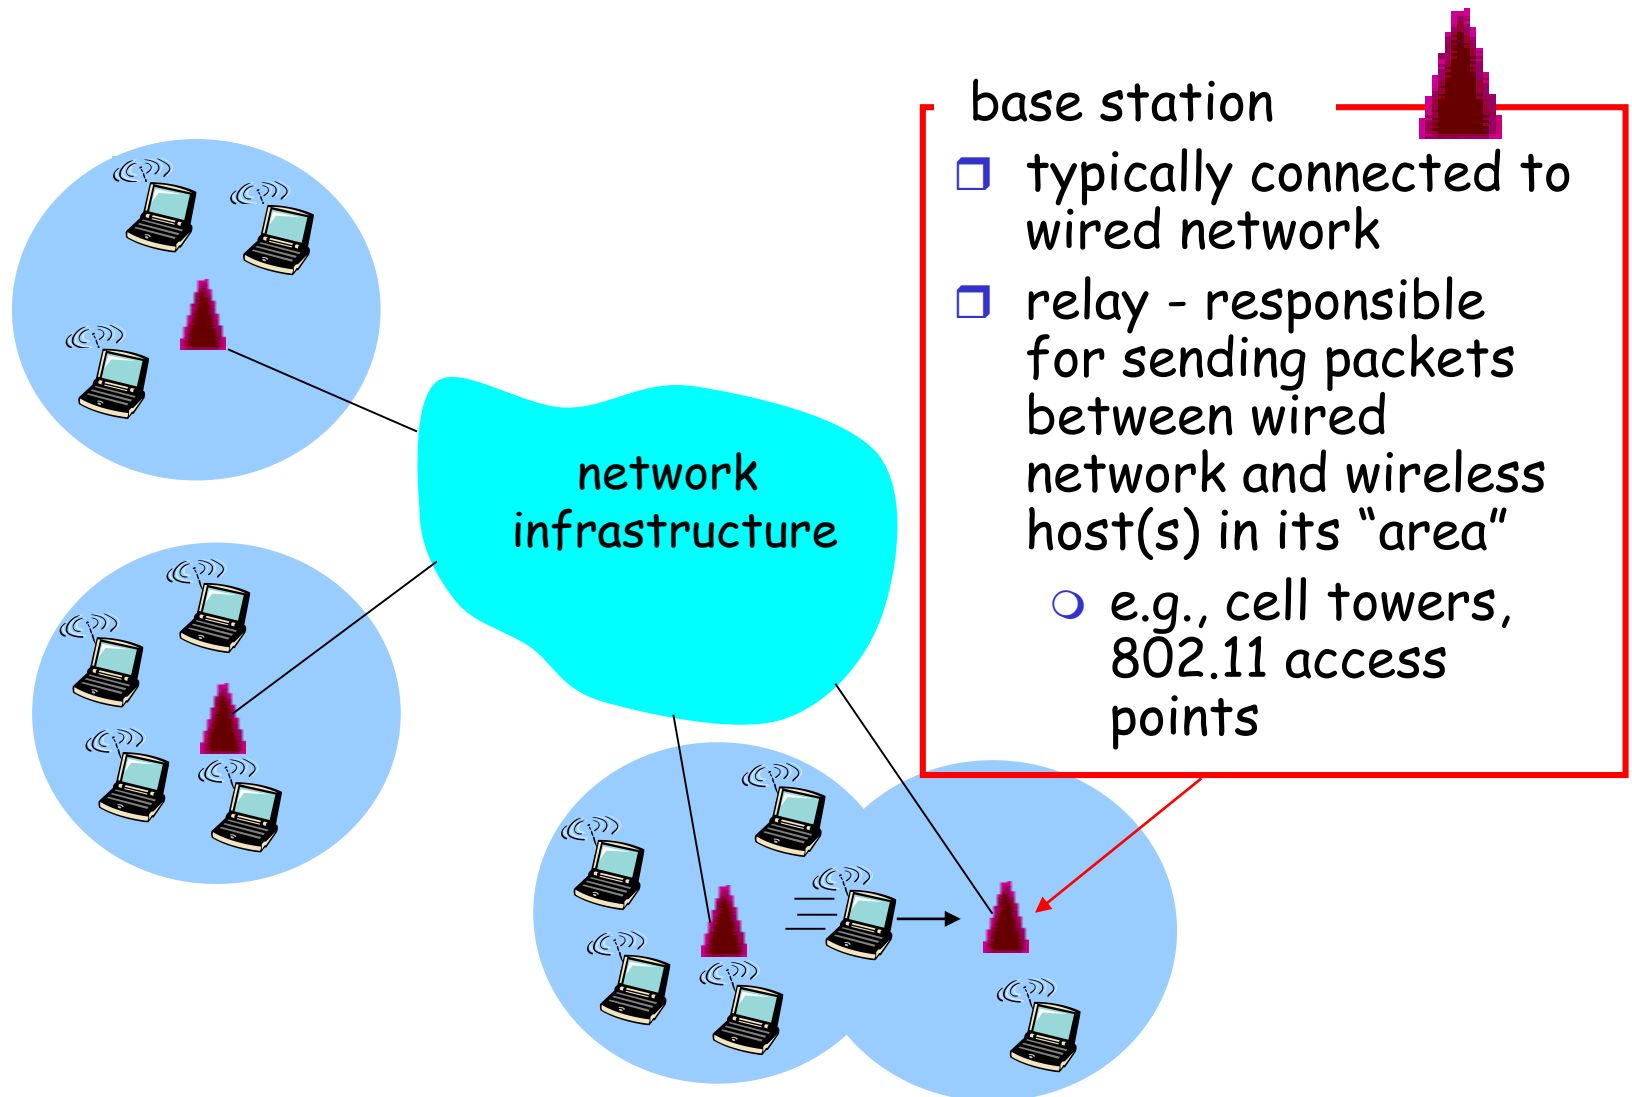 base station
typically connected to
wired network
relay - responsible
for sending packets
between wired
network and wireless
host(s) in its “area”
e.g., cell towers,
802.11 access
points
network
infrastructure